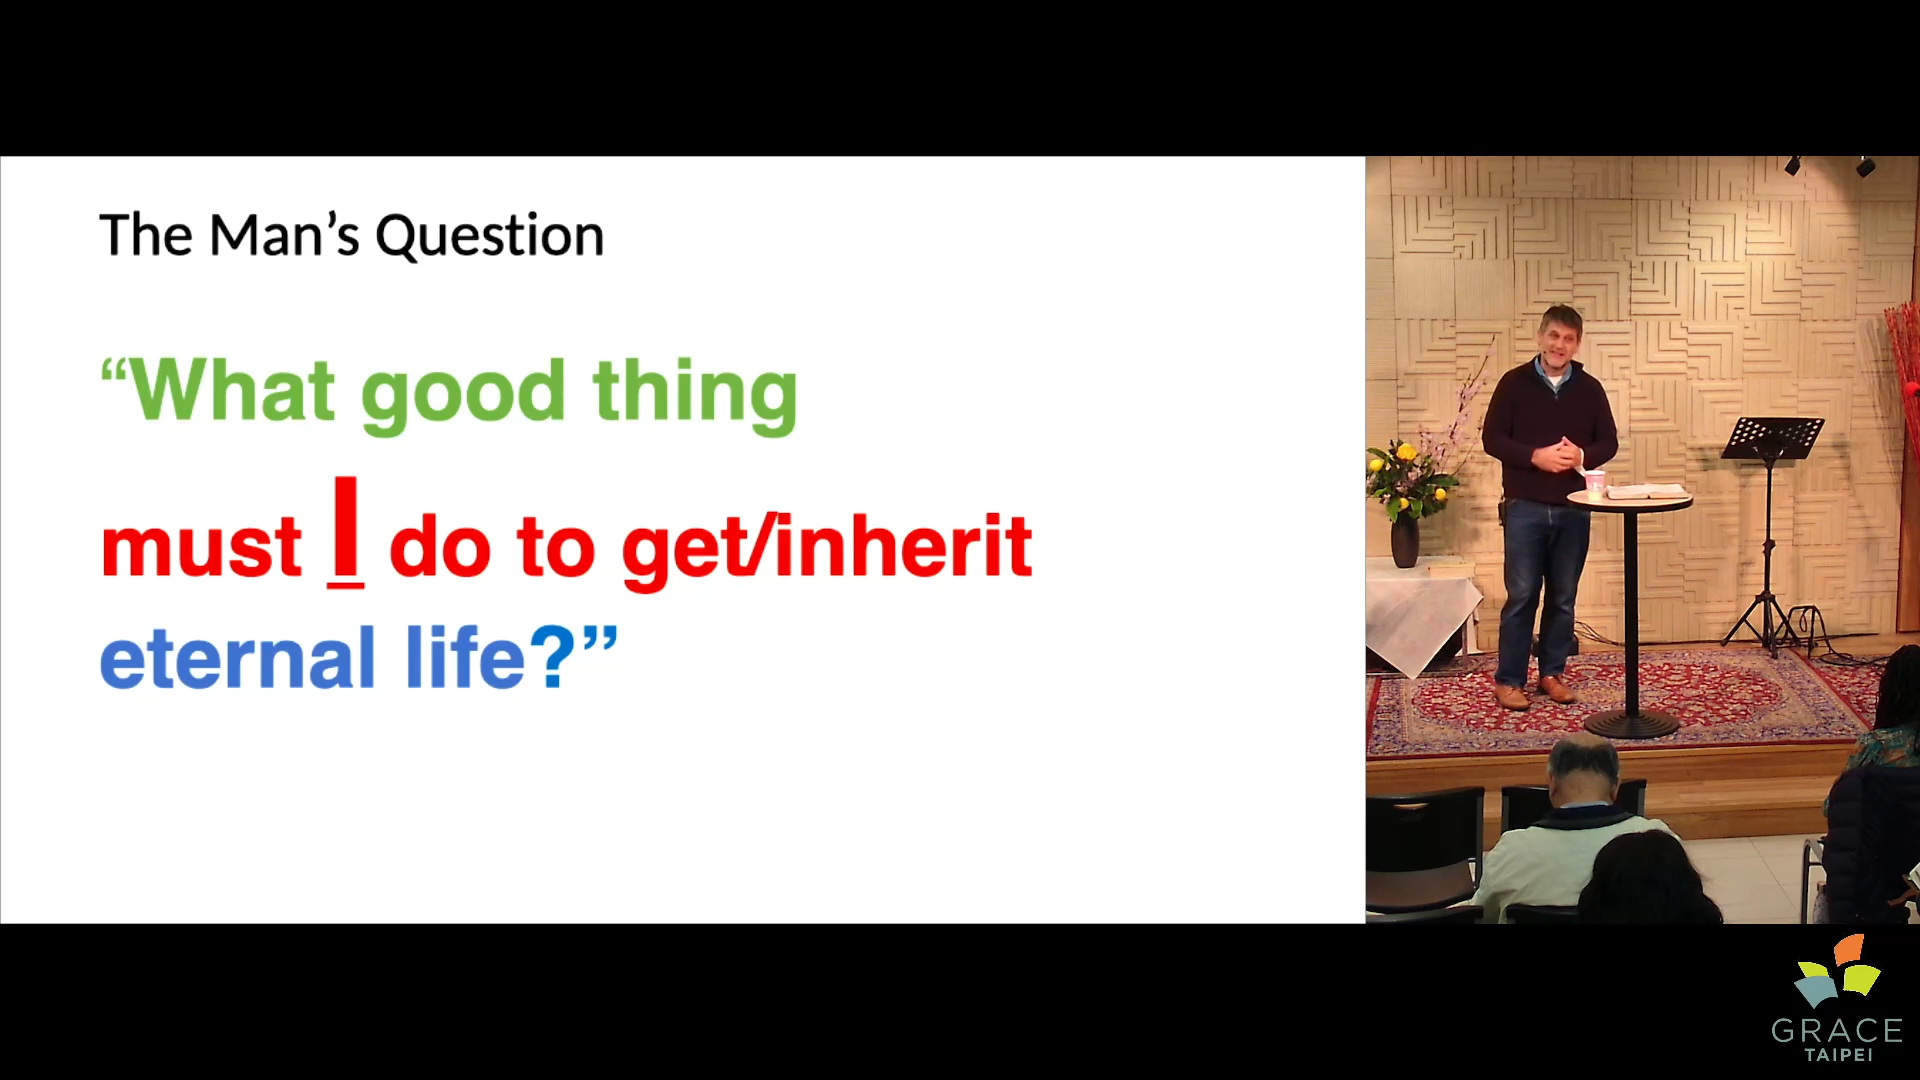 The Man’s Question
“What good thing
must I do to get/inherit
eternal life?”
GRACE
TAIPEI